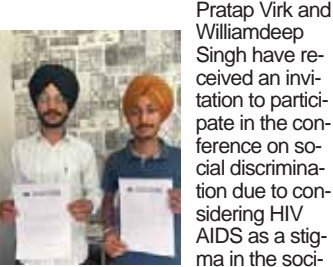 Pratap Virk and
Williamdeep
Singh have re-
ceived an invi-
tation to partici-
pate in the con-
ference on so-
cial discrimina-
tion due to con-
sidering HIV
AIDS as a stig-
ma in the soci-